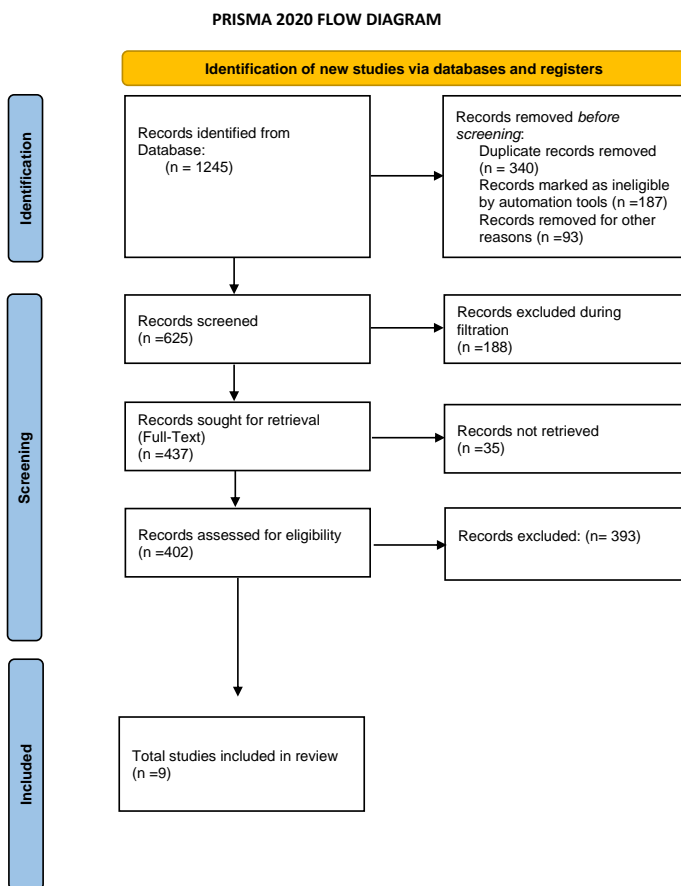 PRISMA 2020 FLOW DIAGRAM
Identification of new studies via databases and registers
Identification
Records identified from
Database:
(n = 1245)
Records removed before
screening:
Duplicate records removed
(n = 340)
Records marked as ineligible
by automation tools (n =187)
Records removed for other
reasons (n =93)
Screening
Records screened
(n =625)
Records excluded during
filtration
(n =188)
Records sought for retrieval
(Full-Text)
(n =437)
Records not retrieved
(n =35)
Records assessed for eligibility
(n =402)
Records excluded: (n= 393)
Included
Total studies included in review
(n =9)